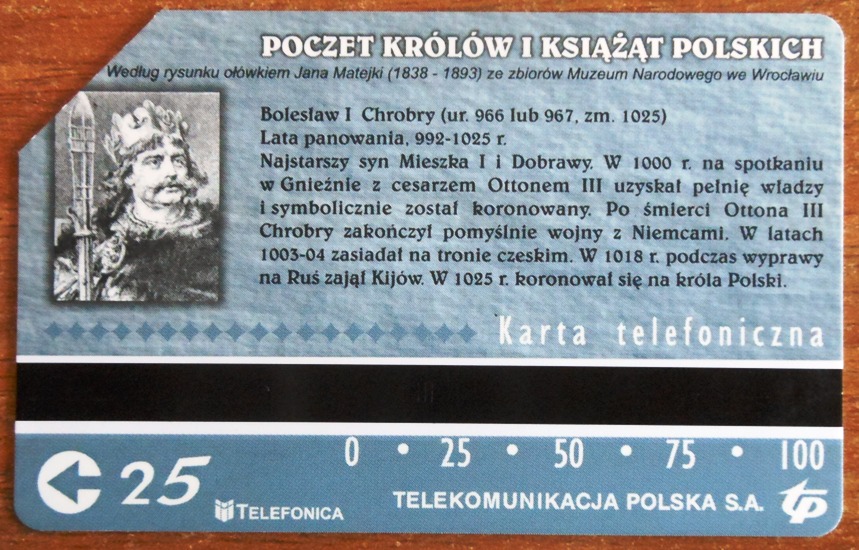 POCZET KRÓLÓW I KSIĄŻĄT POLSKICH
Według rysunku ołówkiem Jana Matejki (1838 - 1893) ze zbiorów Muzeum Narodowego we Wrocławiu
Bolesław I Chrobry (ur. 966 lub 967, zm. 1025)
Lata panowania, 992-1025 r.
Najstarszy syn Mieszka I i Dobrawy. W 1000 r. na spotkaniu
w Gnieźnie z cesarzem Ottonem III uzyskał pełnię władzy
i symbolicznie został koronowany. Po śmierci Ottona III
Chrobry zakończył pomyślnie wojny z Niemcami. W latach
1003-04 zasiadał na tronie czeskim. W 1018 r. podczas wyprawy
na Ruś zajął Kijów. W 1025 r. koronował się na króla Polski.
Karta telefoniczna
0 • 25 • 50 • 75 • 100
25
TELEFONICA
TELEKOMUNIKACJA POLSKA S.A.
tp